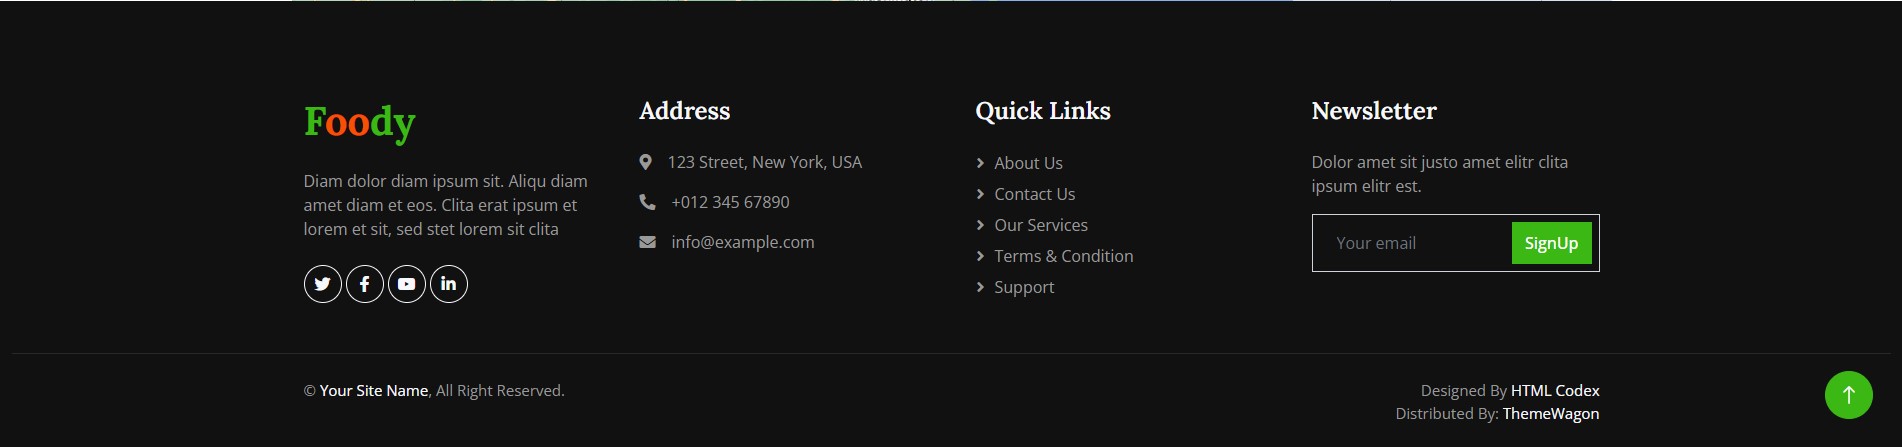 Foody
Diam dolor diam ipsum sit. Aliqu diam
amet diam et eos. Clita erat ipsum et
lorem et sit, sed stet lorem sit clita
Address
123 Street, New York, USA
+012 345 67890
info@example.com
Quick Links
About Us
Contact Us
Our Services
Terms & Condition
Support
Newsletter
Dolor amet sit justo amet elitr clita
ipsum elitr est.
Your email
SignUp
© Your Site Name, All Right Reserved.
Designed By HTML Codex
Distributed By: ThemeWagon